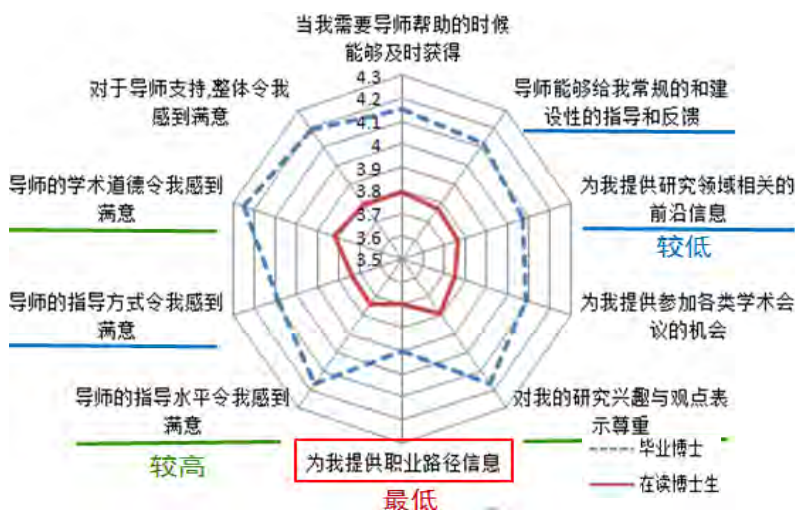 当我需要导师帮助的时候
能够及时获得
导师能够给我常规的和建
设性的指导和反馈
为我提供研究领域相关的
前沿信息
较低
为我提供参加各类学术会
议的机会
对我的研究兴趣与观点表
示尊重
为我提供职业路径信息
最低
导师的指导水平令我感到
满意
较高
导师的指导方式令我感到
满意
导师的学术道德令我感到
满意
对于导师支持,整体令我
感到满意
4.3
4.2
4.1
4
3.9
3.8
3.7
3.6
3.5
毕业博士
在读博士生